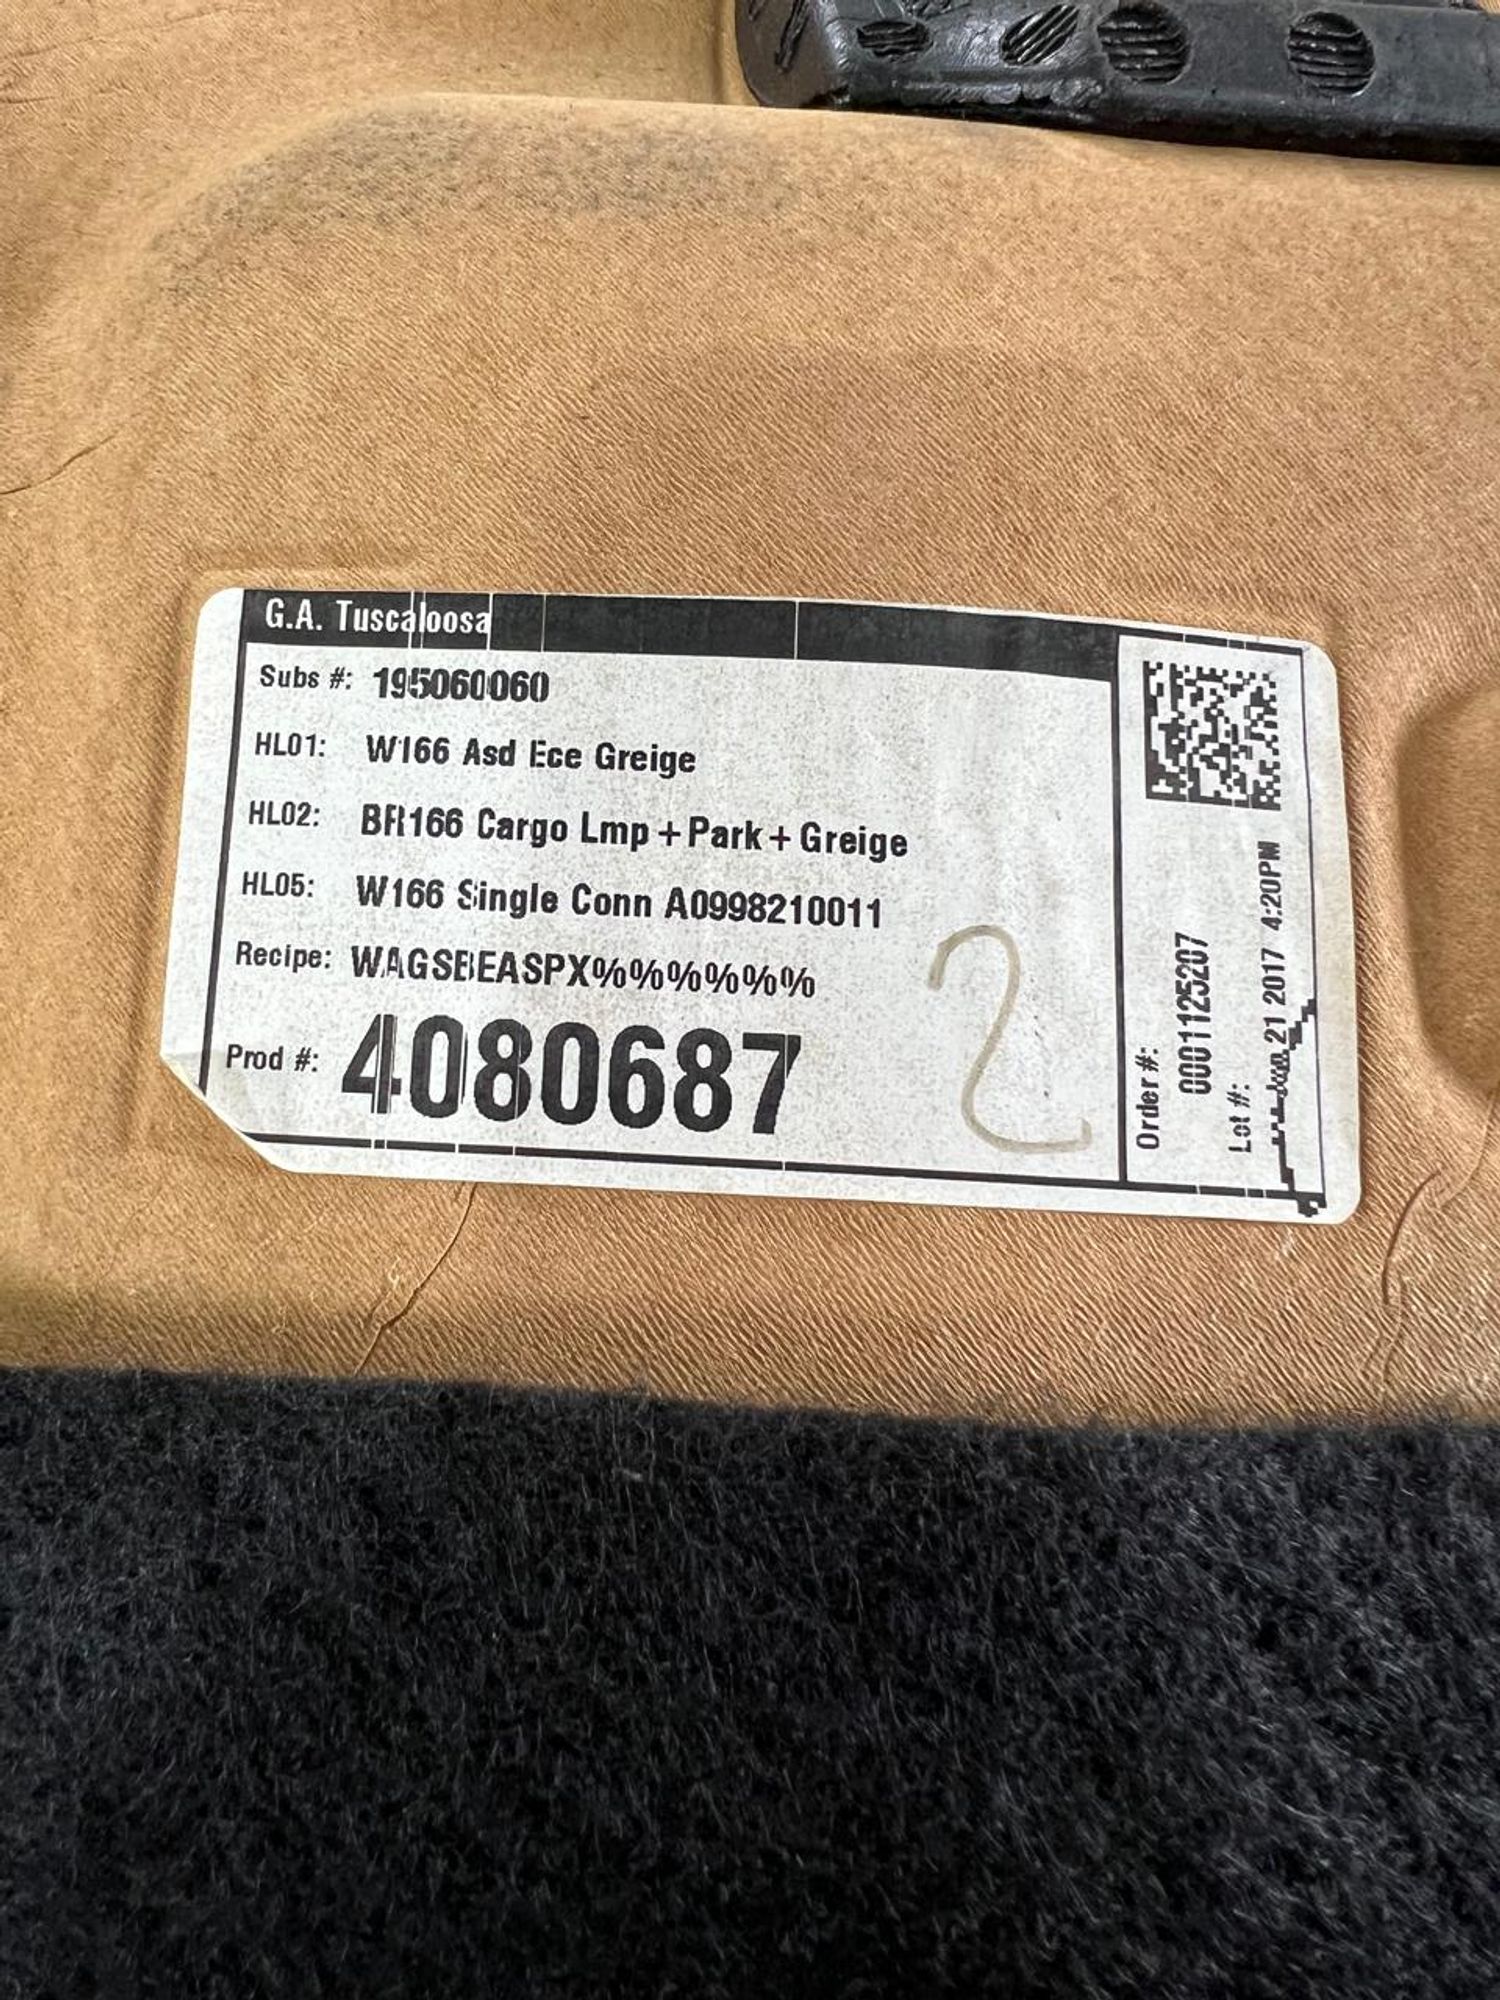 G.A. Tuscaloosa
Subs #: 195060060
HL01: W166 Asd Ece Greige
HL02: BR166 Cargo Lmp + Park + Greige
HL05: W166 Single Conn A0998210011
Recipe: WAGSBEASPX%%%%%%
Prod #: 4080687
2
Order #:
0001125207
Lot #:
21 2017 4:20PM